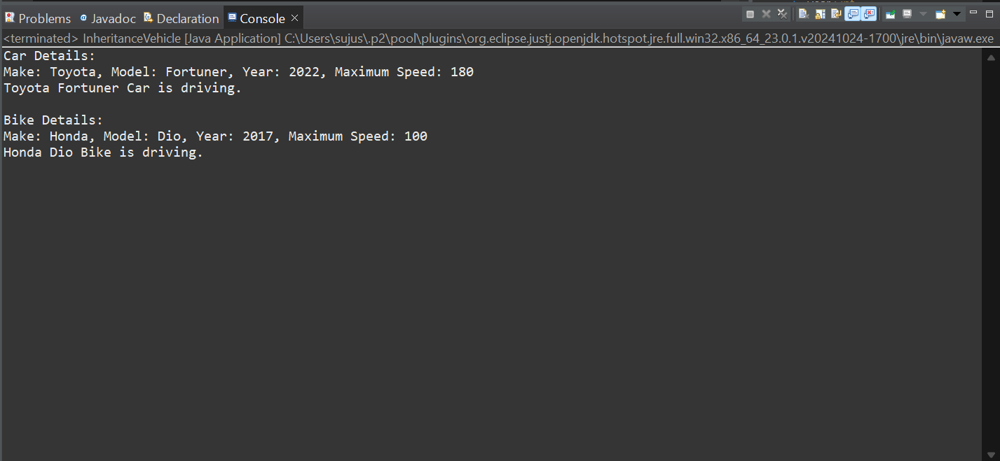 Problems Javadoc Declaration Console
<terminated> InheritanceVehicle [Java Application] C:\Users\sujus\.p2\pool\plugins\org.eclipse.justj.openjdk.hotspot.jre.full.win32.x86_64_23.0.1.v20241024-1700\jre\bin\javaw.exe
Car Details:
Make: Toyota, Model: Fortuner, Year: 2022, Maximum Speed: 180
Toyota Fortuner Car is driving.
Bike Details:
Make: Honda, Model: Dio, Year: 2017, Maximum Speed: 100
Honda Dio Bike is driving.